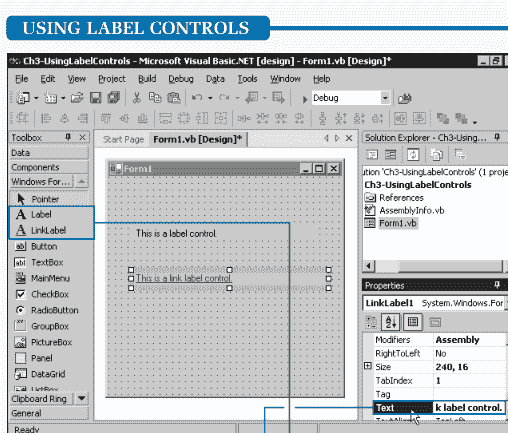 USING LABEL CONTROLS
Ch3-UsingLabelControls - Microsoft Visual Basic.NET [design] - Form1.vb [Design]*
File Edit View Project Build Debug Data Tools Window Help
Debug
Toolbox
Data
Components
Windows For...
Pointer
Label
LinkLabel
Button
TextBox
MainMenu
CheckBox
RadioButton
GroupBox
PictureBox
Panel
DataGrid
ListBox
Clipboard Ring
General
Ready
Start Page Form1.vb [Design]*
Form1
This is a label control.
This is a link label control.
Solution Explorer - Ch3-Using...
ution 'Ch3-UsingLabelControls' (1 proje
Ch3-UsingLabelControls
References
AssemblyInfo.vb
Form1.vb
Properties
LinkLabel1 System.Windows.For
Modifiers Assembly
RightToLeft No
Size 240, 16
TabIndex 1
Tag
Text k label control.
TextAlign TopLeft